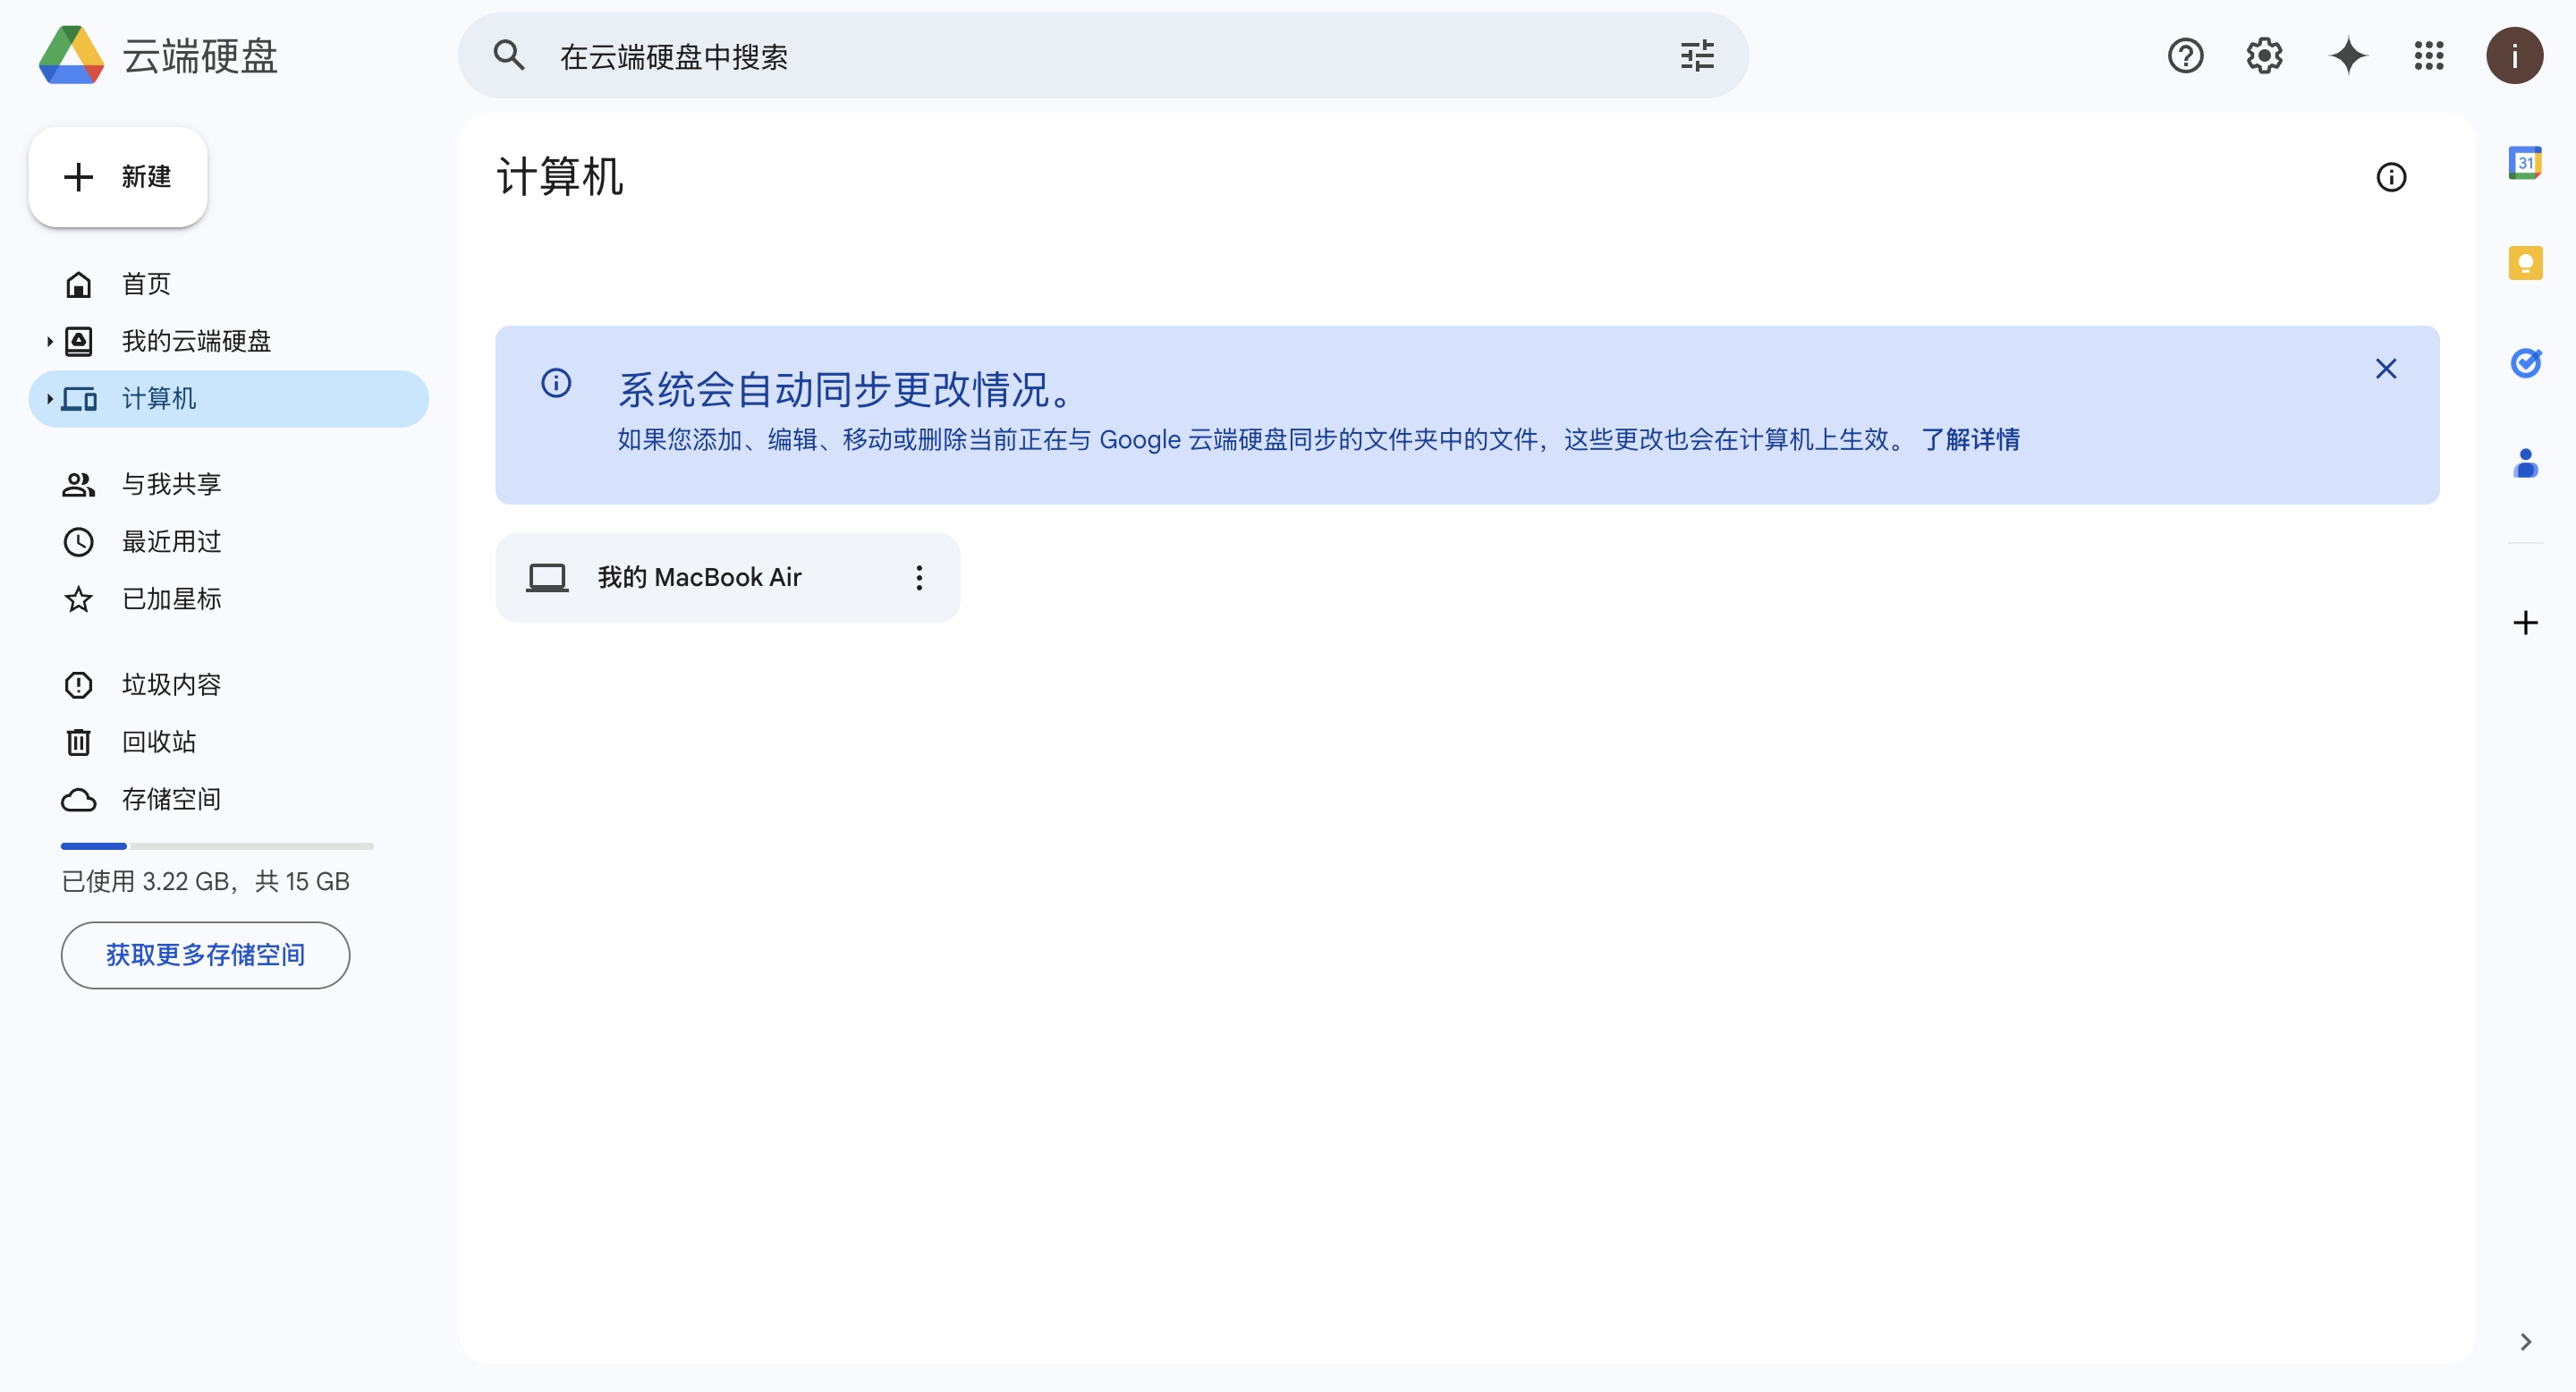 云端硬盘
在云端硬盘中搜索
i
新建
首页
我的云端硬盘
计算机
与我共享
最近用过
已加星标
垃圾内容
回收站
存储空间
已使用 3.22 GB，共 15 GB
获取更多存储空间
计算机
系统会自动同步更改情况。
如果您添加、编辑、移动或删除当前正在与 Google 云端硬盘同步的文件夹中的文件，这些更改也会在计算机上生效。 了解详情
我的 MacBook Air
31